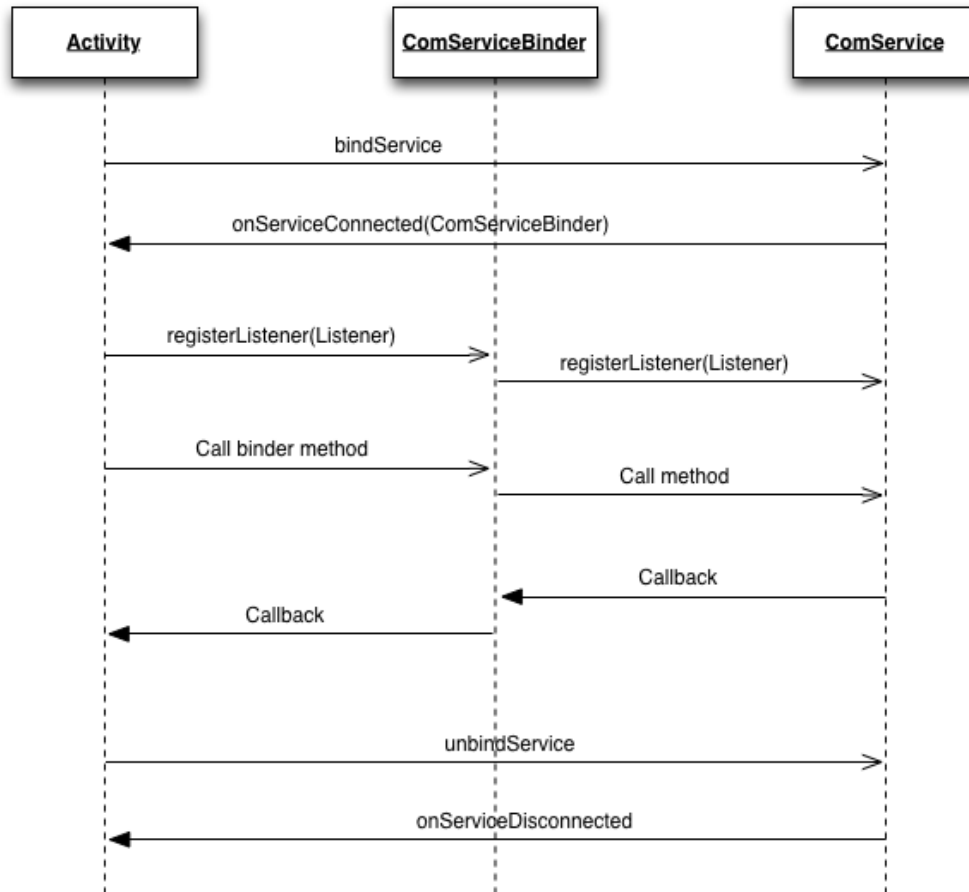 Activity
ComServiceBinder
ComService
bindService
onServiceConnected(ComServiceBinder)
registerListener(Listener)
registerListener(Listener)
Call binder method
Call method
Callback
Callback
unbindService
onServiceDisconnected